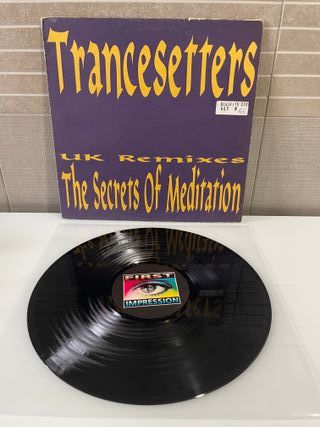 Trancesetters
UK Remixes
The Secrets Of Meditation
FIRST
IMPRESSION